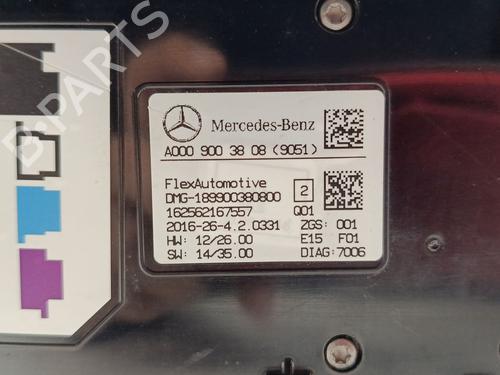 B-PARTS
Mercedes-Benz
A000 900 38 08 (9051)
FlexAutomotive 2
DMG-189900380800
162562167557 Q01
2016-26-4.2.0331 ZGS: 001
HW: 12/26.00 E15 F01
SW: 14/35.00 DIAG:7006